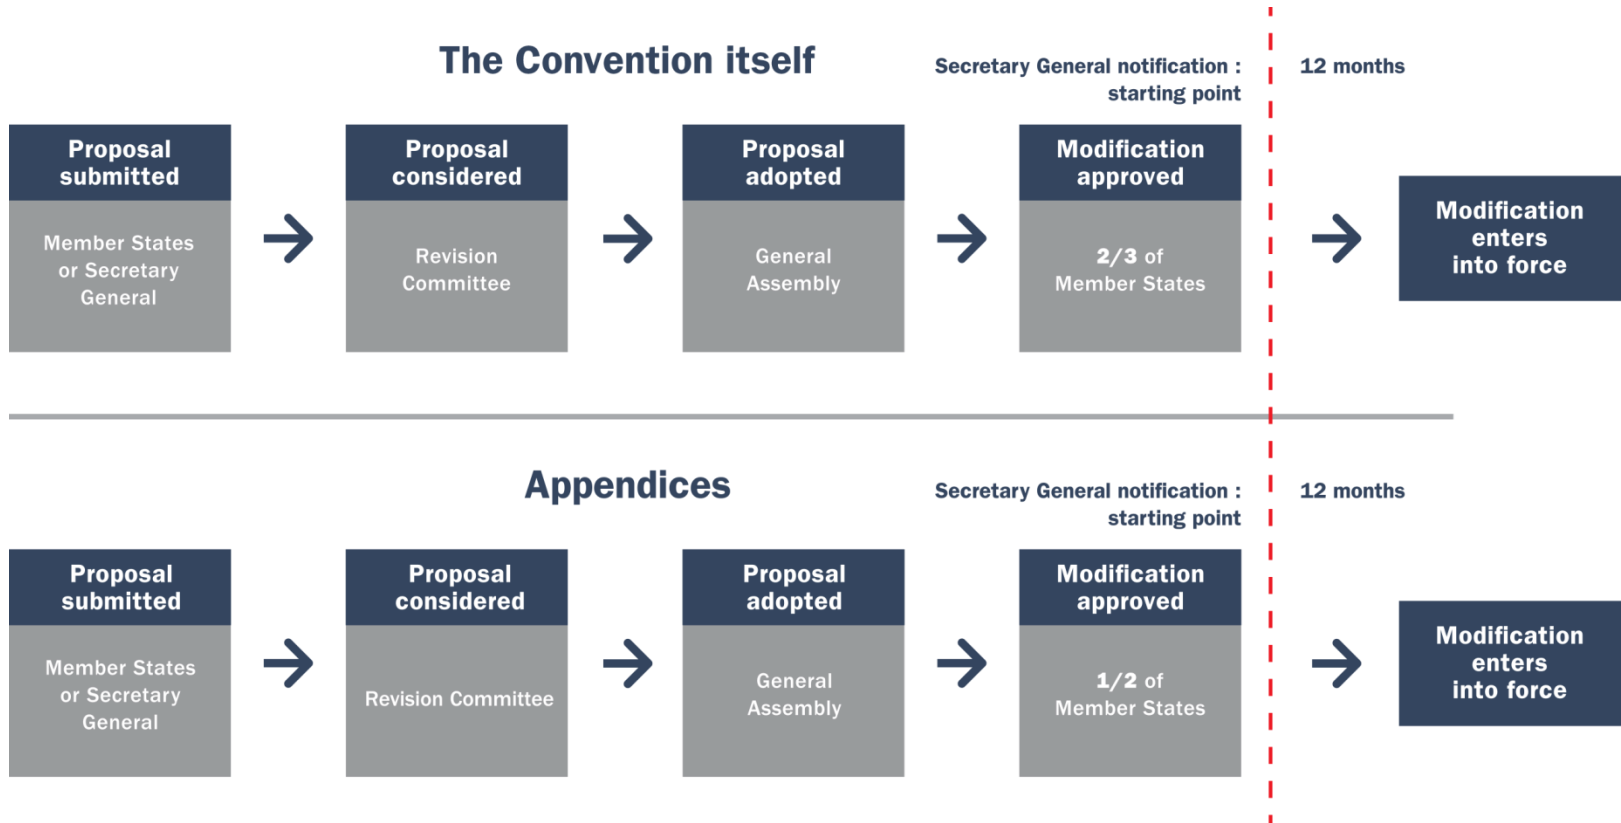 The Convention itself
Secretary General notification :
starting point
12 months
Proposal
submitted
Member States
or Secretary
General
Proposal
considered
Revision
Committee
Proposal
adopted
General
Assembly
Modification
approved
2/3 of
Member States
Modification
enters
into force
Appendices
Secretary General notification :
starting point
12 months
Proposal
submitted
Member States
or Secretary
General
Proposal
considered
Revision Committee
Proposal
adopted
General
Assembly
Modification
approved
1/2 of
Member States
Modification
enters
into force